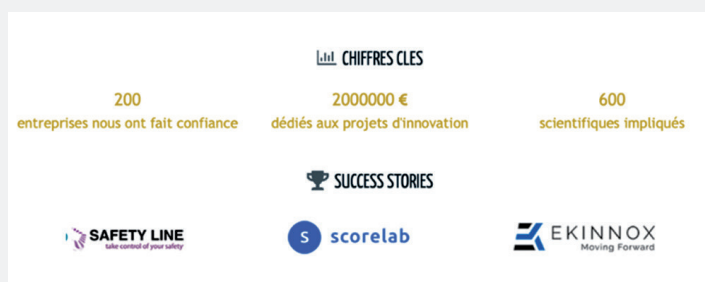 CHIFFRES CLES
200
entreprises nous ont fait confiance
2000000 €
dédiés aux projets d'innovation
600
scientifiques impliqués
SUCCESS STORIES
SAFETY LINE
take control of your safety
S scorelab
EKINNOX
Moving Forward